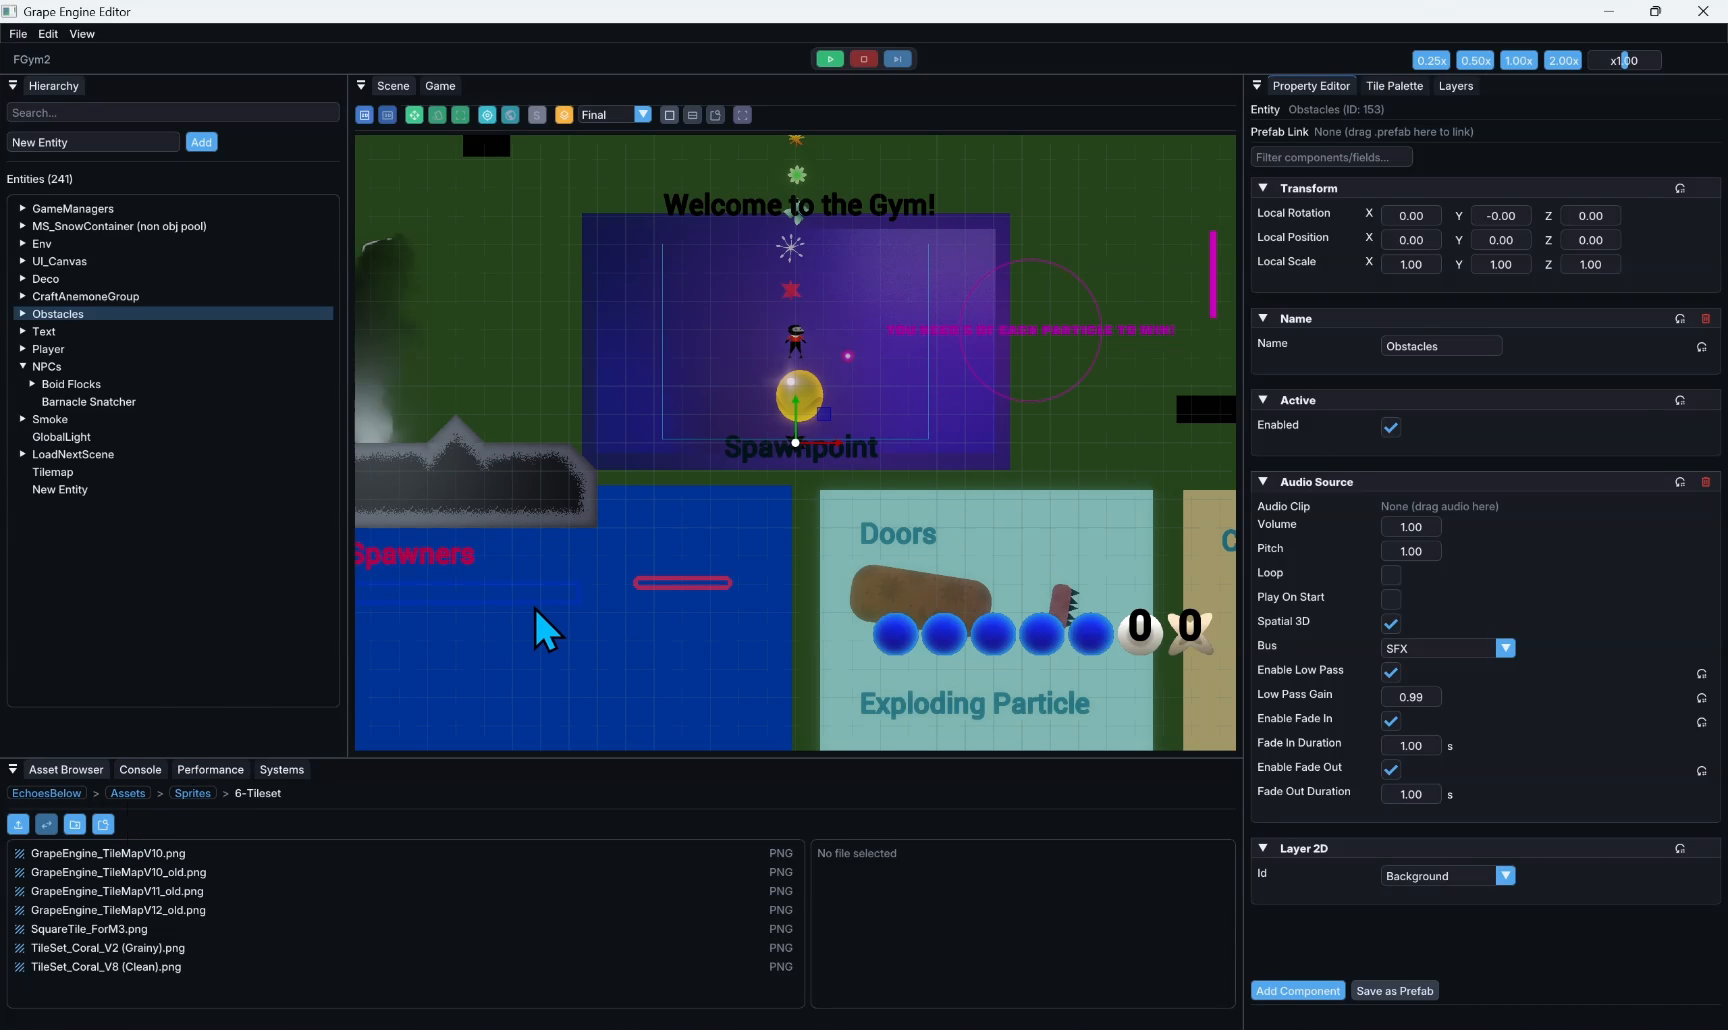 Grape Engine Editor
File Edit View
FGym2
0.25x 0.50x 1.00x 2.00x x1.00
Hierarchy
Search...
New Entity Add
Entities (241)
GameManagers
MS_SnowContainer (non obj pool)
Env
UI_Canvas
Deco
CraftAnemoneGroup
Obstacles
Text
Player
NPCs
Boid Flocks
Barnacle Snatcher
Smoke
GlobalLight
LoadNextScene
Tilemap
New Entity
Scene Game
Final
Welcome to the Gym!
Spawnpoint
Spawners
Doors
0 0
Exploding Particle
Property Editor Tile Palette Layers
Entity Obstacles (ID: 153)
Prefab Link None (drag .prefab here to link)
Filter components/fields...
Transform
Local Rotation X 0.00 Y -0.00 Z 0.00
Local Position X 0.00 Y 0.00 Z 0.00
Local Scale X 1.00 Y 1.00 Z 1.00
Name
Name Obstacles
Active
Enabled
Audio Source
Audio Clip None (drag audio here)
Volume 1.00
Pitch 1.00
Loop
Play On Start
Spatial 3D
Bus SFX
Enable Low Pass
Low Pass Gain 0.99
Enable Fade In
Fade In Duration 1.00 s
Enable Fade Out
Fade Out Duration 1.00 s
Layer 2D
Id Background
Add Component Save as Prefab
Asset Browser Console Performance Systems
EchoesBelow > Assets > Sprites > 6-Tileset
GrapeEngine_TileMapV10.png PNG
GrapeEngine_TileMapV10_old.png PNG
GrapeEngine_TileMapV11_old.png PNG
GrapeEngine_TileMapV12_old.png PNG
SquareTile_ForM3.png PNG
TileSet_Coral_V2 (Grainy).png PNG
TileSet_Coral_V8 (Clean).png PNG
No file selected